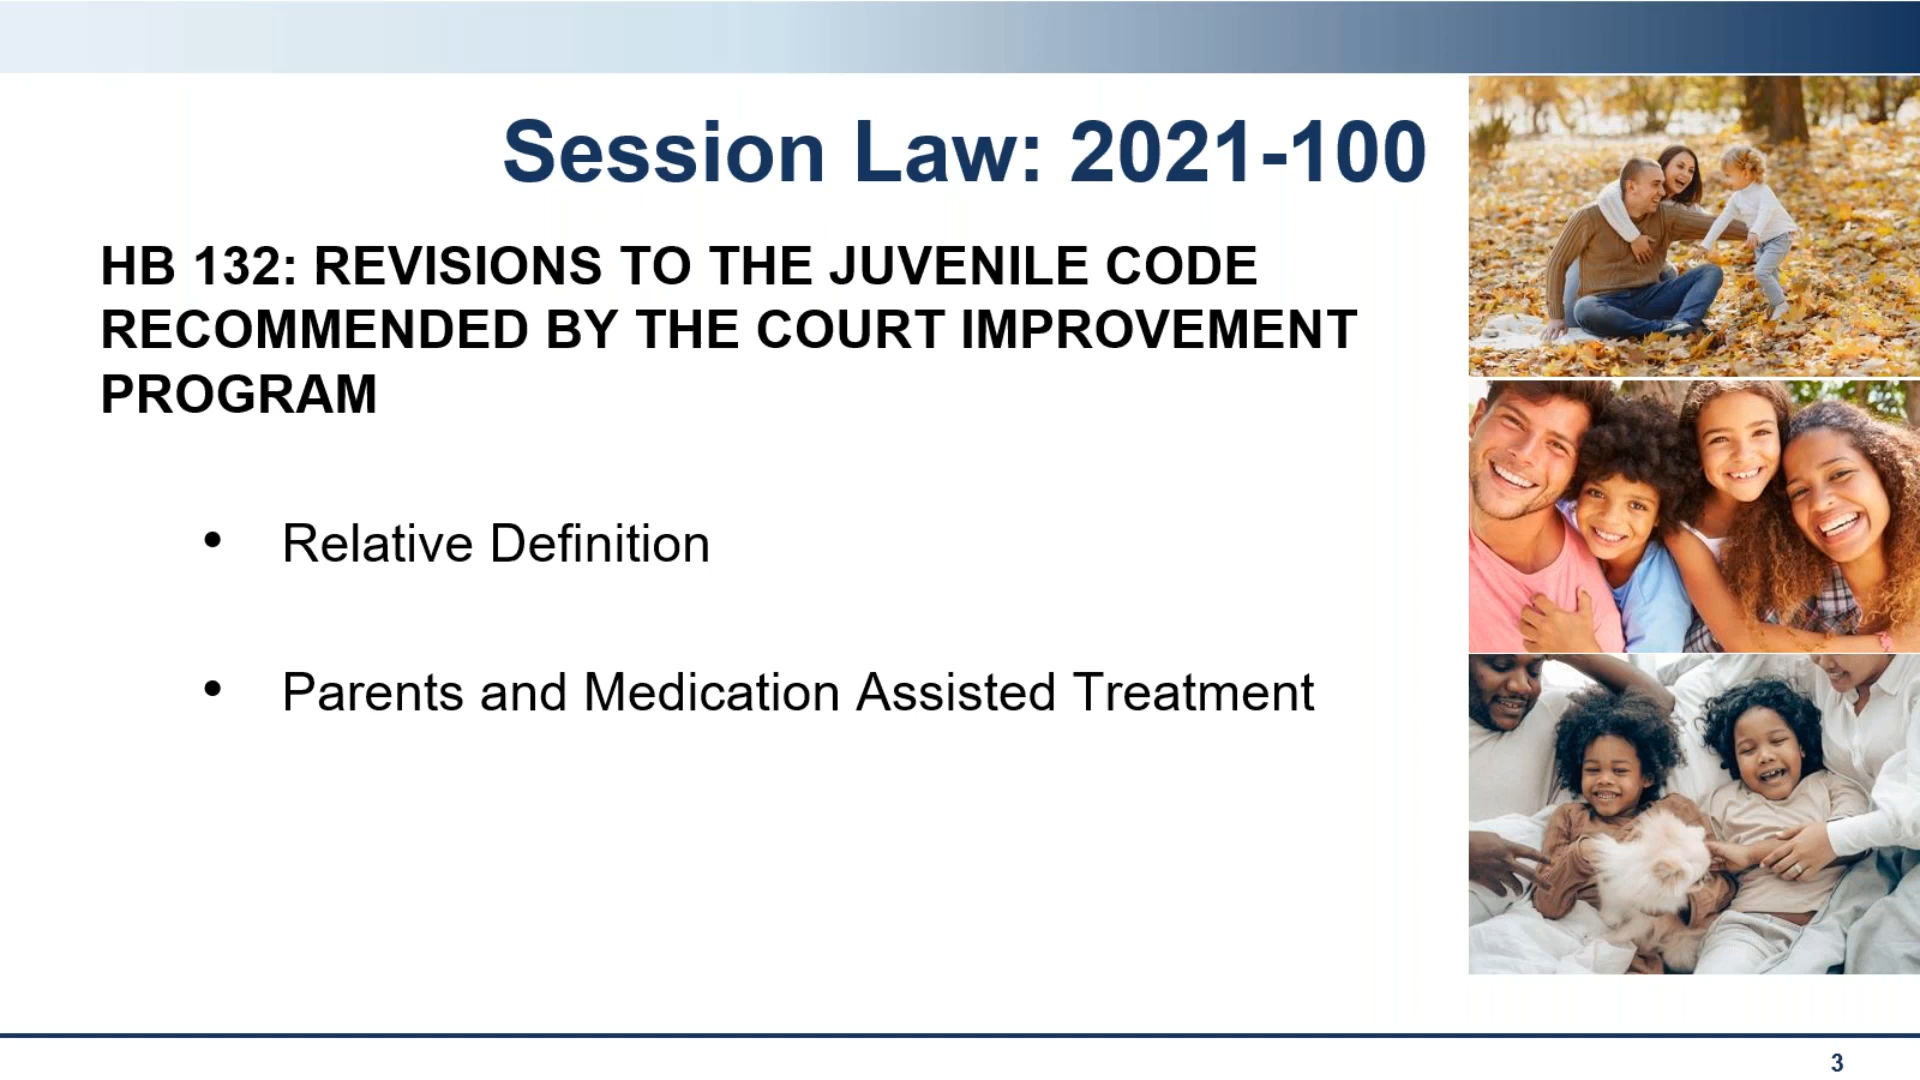 Session Law: 2021-100
HB 132: REVISIONS TO THE JUVENILE CODE
RECOMMENDED BY THE COURT IMPROVEMENT
PROGRAM
• Relative Definition
• Parents and Medication Assisted Treatment
3